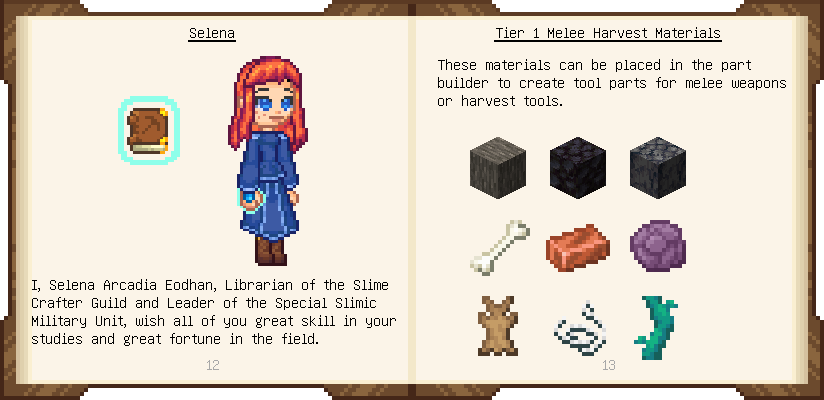 Selena
I, Selena Arcadia Eodhan, Librarian of the Slime
Crafter Guild and Leader of the Special Slimic
Military Unit, wish all of you great skill in your
studies and great fortune in the field.
12
Tier 1 Melee Harvest Materials
These materials can be placed in the part
builder to create tool parts for melee weapons
or harvest tools.
13